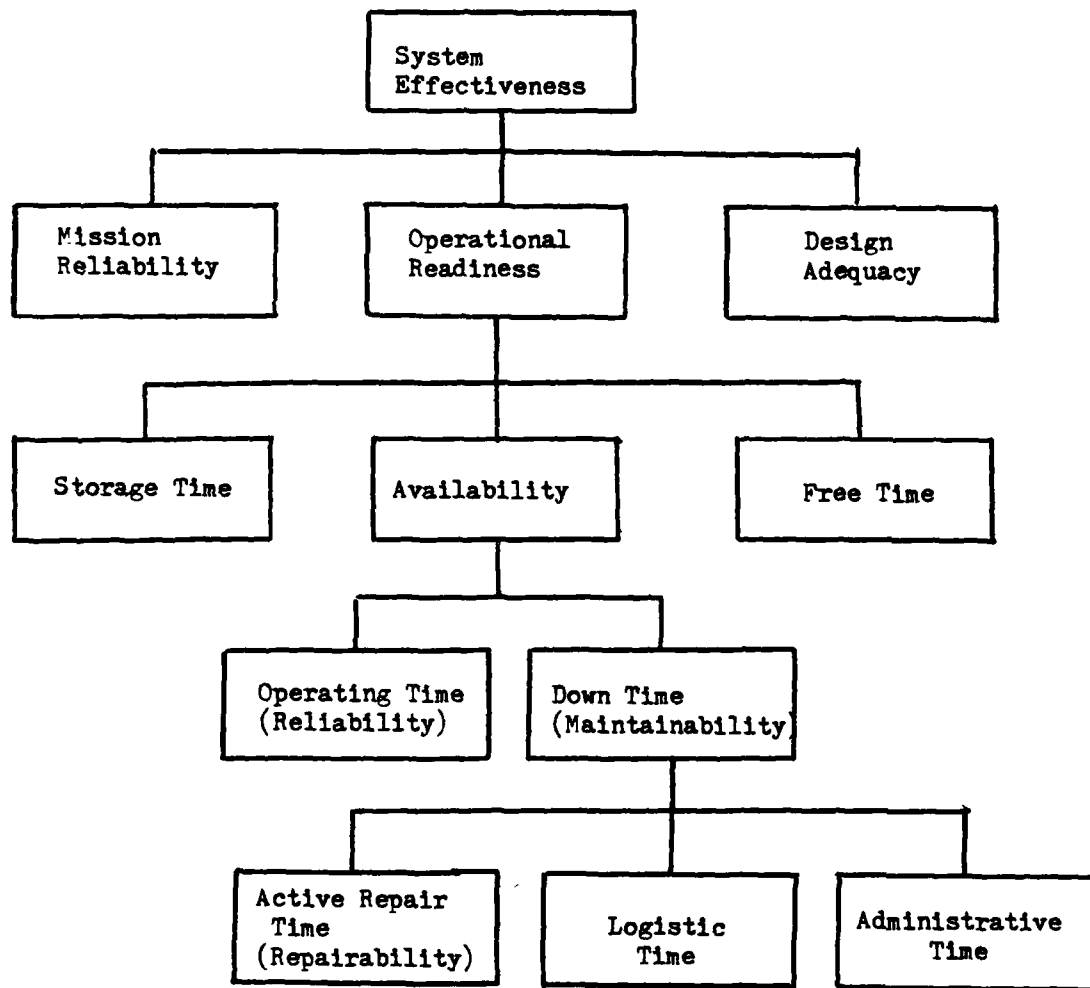 System
Effectiveness
Mission
Reliability
Operational
Readiness
Design
Adequacy
Storage Time
Availability
Free Time
Operating Time
(Reliability)
Down Time
(Maintainability)
Active Repair
Time
(Repairability)
Logistic
Time
Administrative
Time